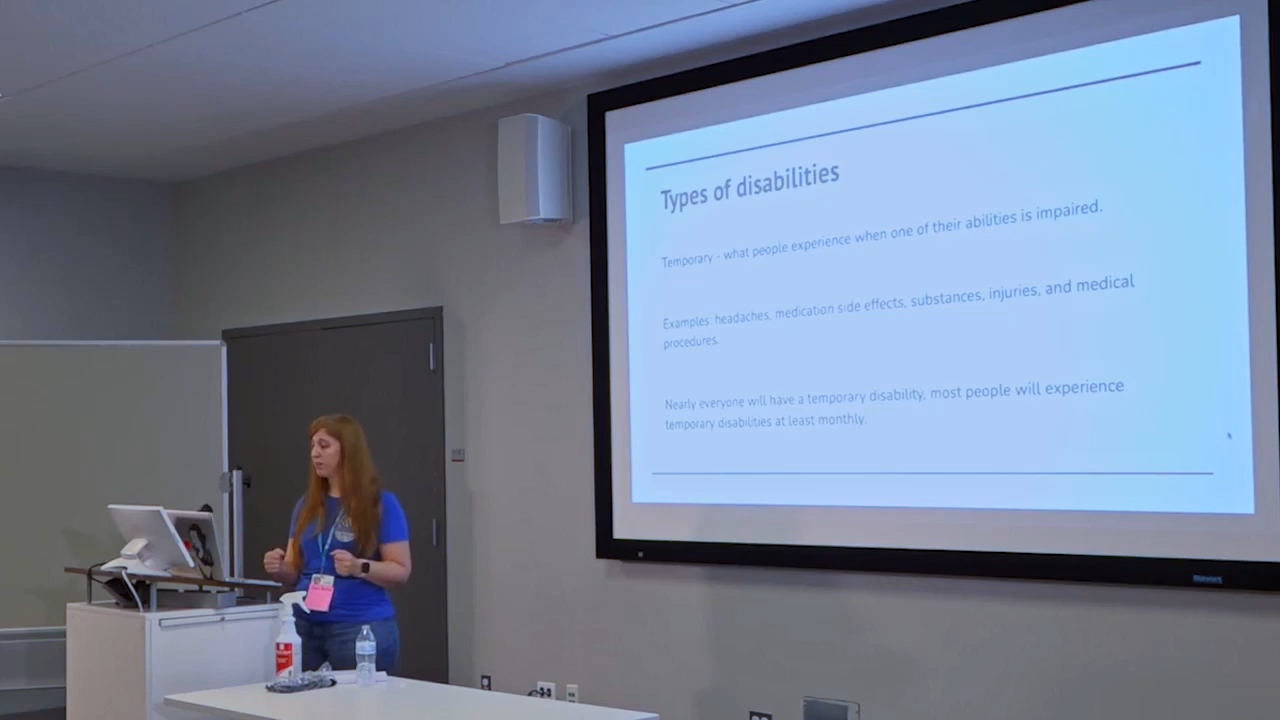 Types of disabilities
Temporary - what people experience when one of their abilities is impaired.
Examples: headaches, medication side effects, substances, injuries, and medical
procedures.
Nearly everyone will have a temporary disability, most people will experience
temporary disabilities at least monthly.
Stewart